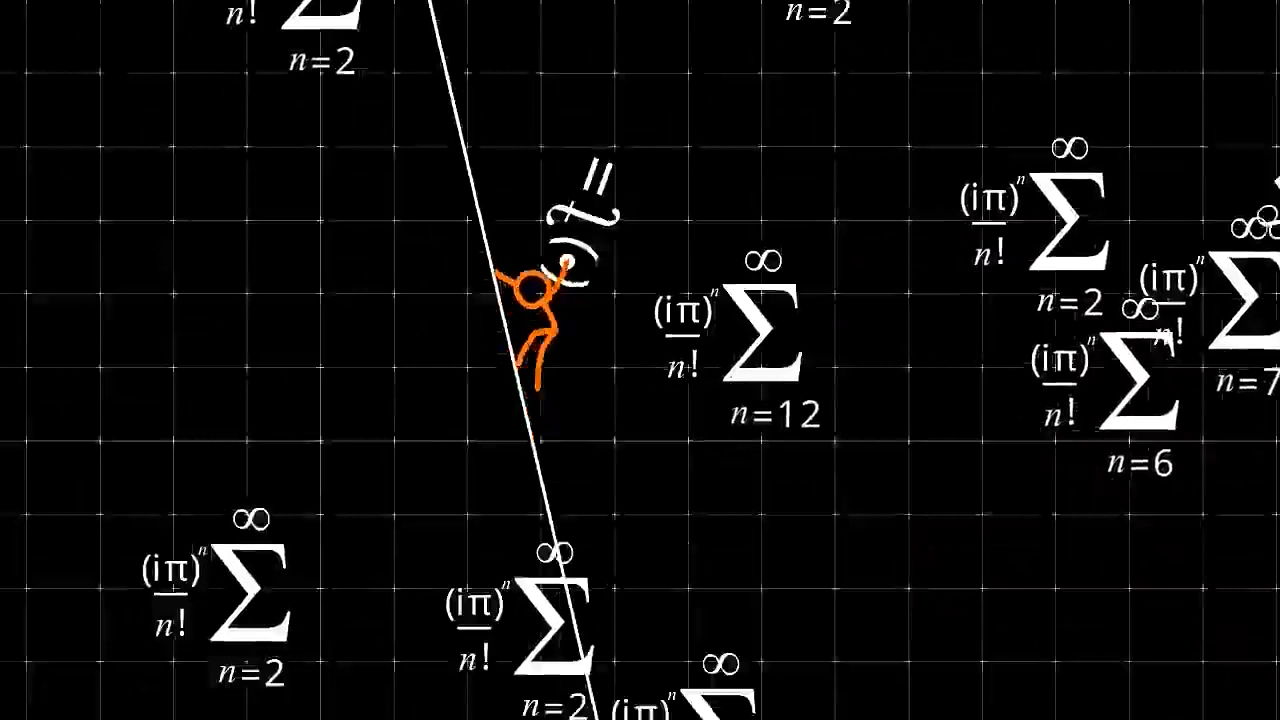 n!
n=2
n=2
∞
(iπ)ⁿ/n! ∑
n=2
∞
(iπ)ⁿ/n! ∑
n=7
∞
(iπ)ⁿ/n! ∑
n=12
∞
(iπ)ⁿ/n! ∑
n=6
f(•)=
∞
(iπ)ⁿ/n! ∑
n=2
∞
(iπ)ⁿ/n! ∑
n=2
∞
(iπ)ⁿ ∑